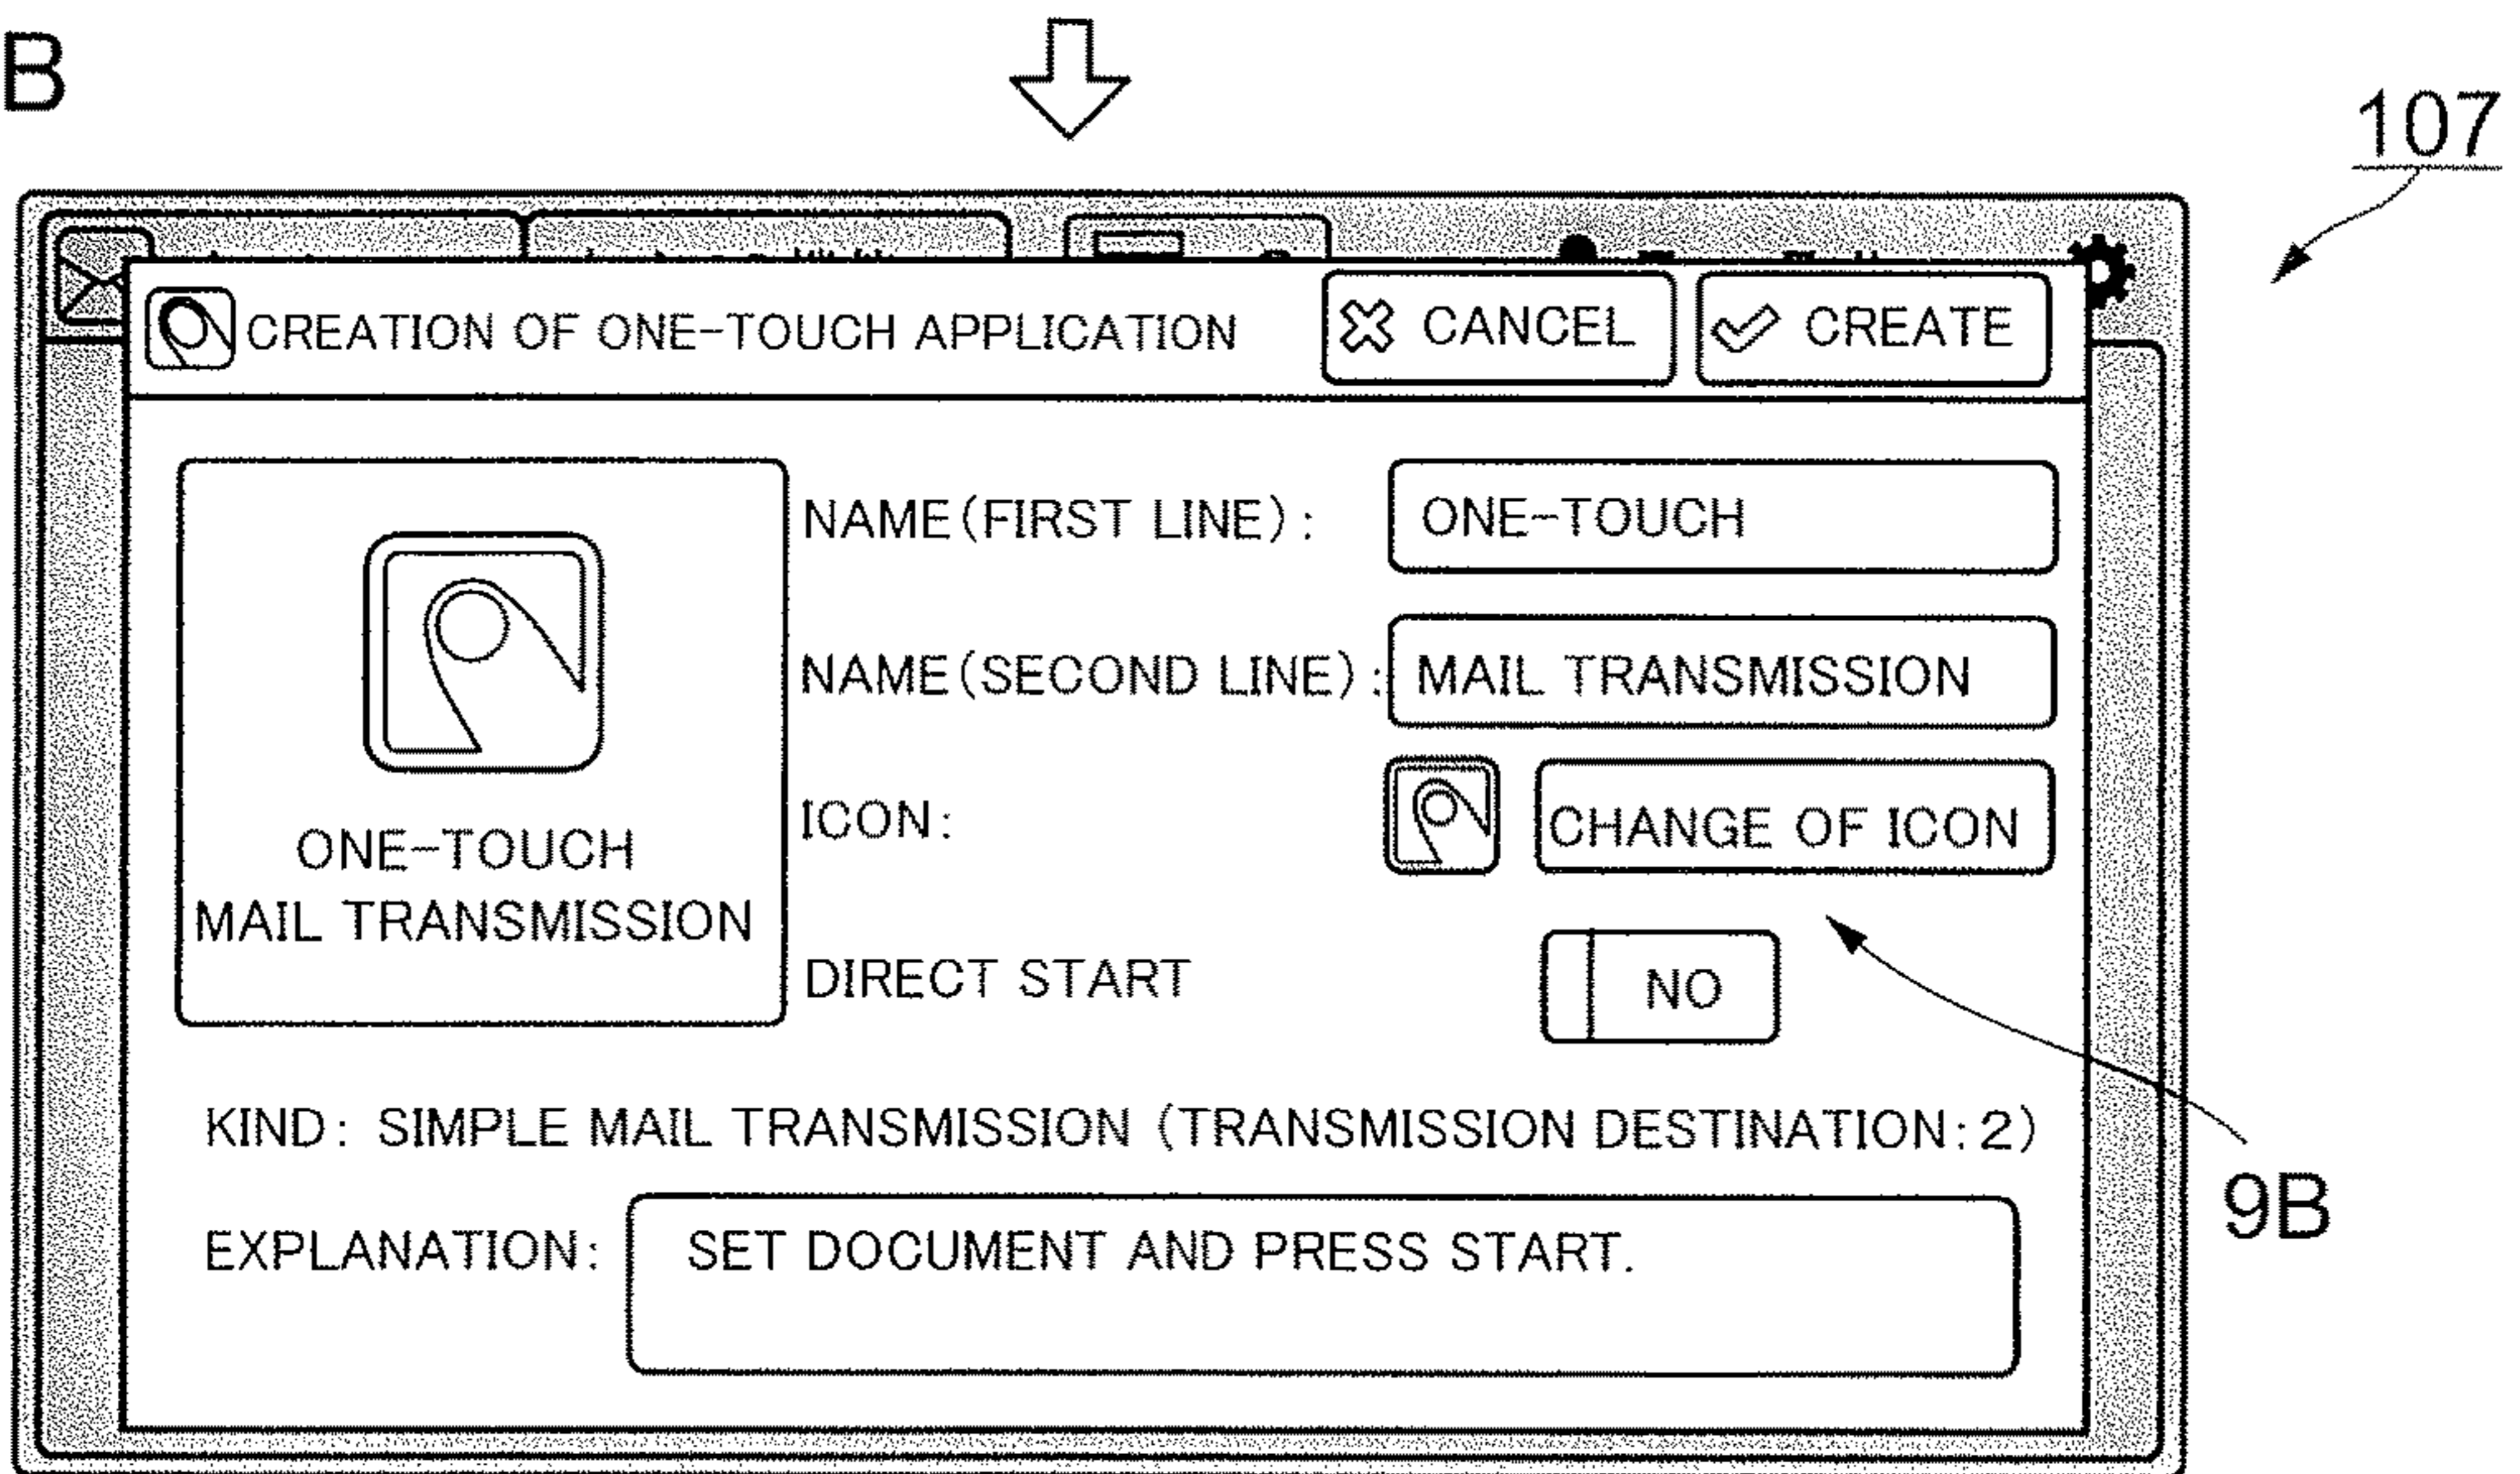 B
107
CREATION OF ONE-TOUCH APPLICATION
CANCEL
CREATE
NAME(FIRST LINE):
ONE-TOUCH
NAME(SECOND LINE):
MAIL TRANSMISSION
ICON:
CHANGE OF ICON
ONE-TOUCH
MAIL TRANSMISSION
DIRECT START
NO
KIND: SIMPLE MAIL TRANSMISSION (TRANSMISSION DESTINATION:2)
9B
EXPLANATION:
SET DOCUMENT AND PRESS START.